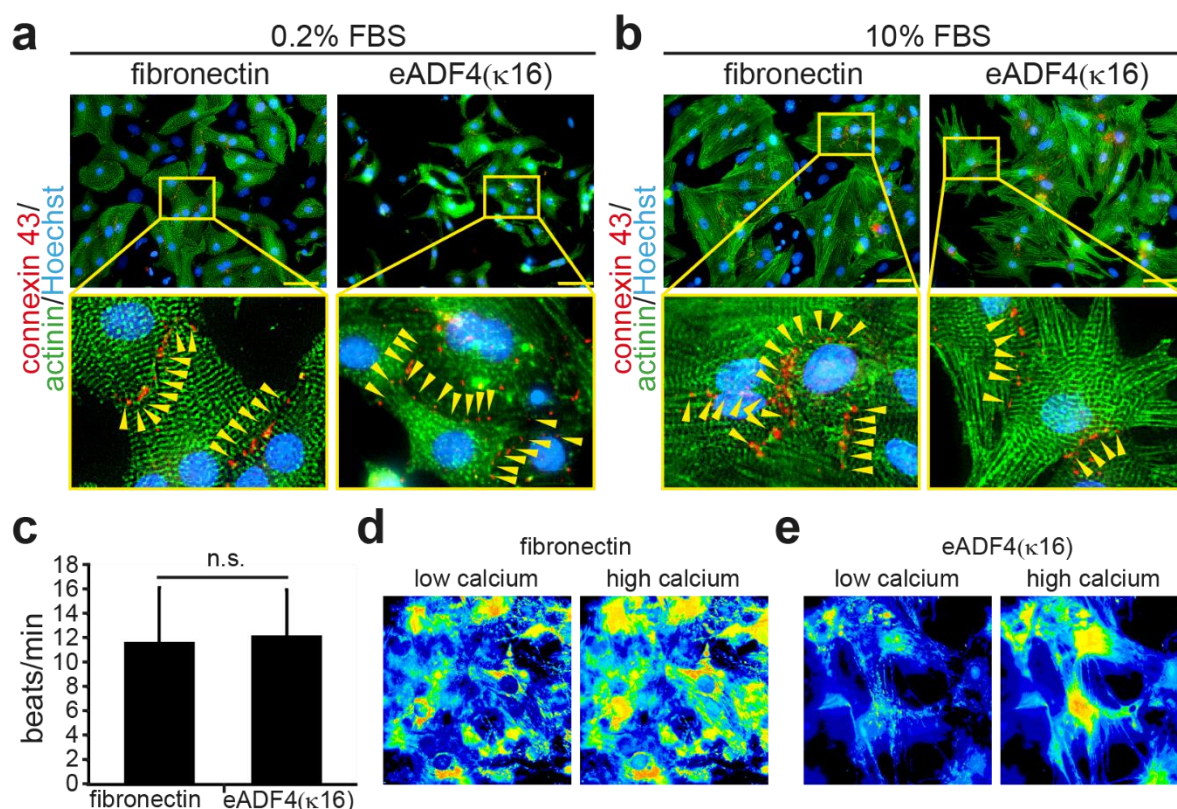 a
0.2% FBS
fibronectin
eADF4(κ16)
connexin 43/
actinin/Hoechst
b
10% FBS
fibronectin
eADF4(κ16)
connexin 43/
actinin/Hoechst
c
beats/min
18
16
14
12
10
8
6
4
2
0
n.s.
fibronectin
eADF4(κ16)
d
fibronectin
low calcium
high calcium
e
eADF4(κ16)
low calcium
high calcium